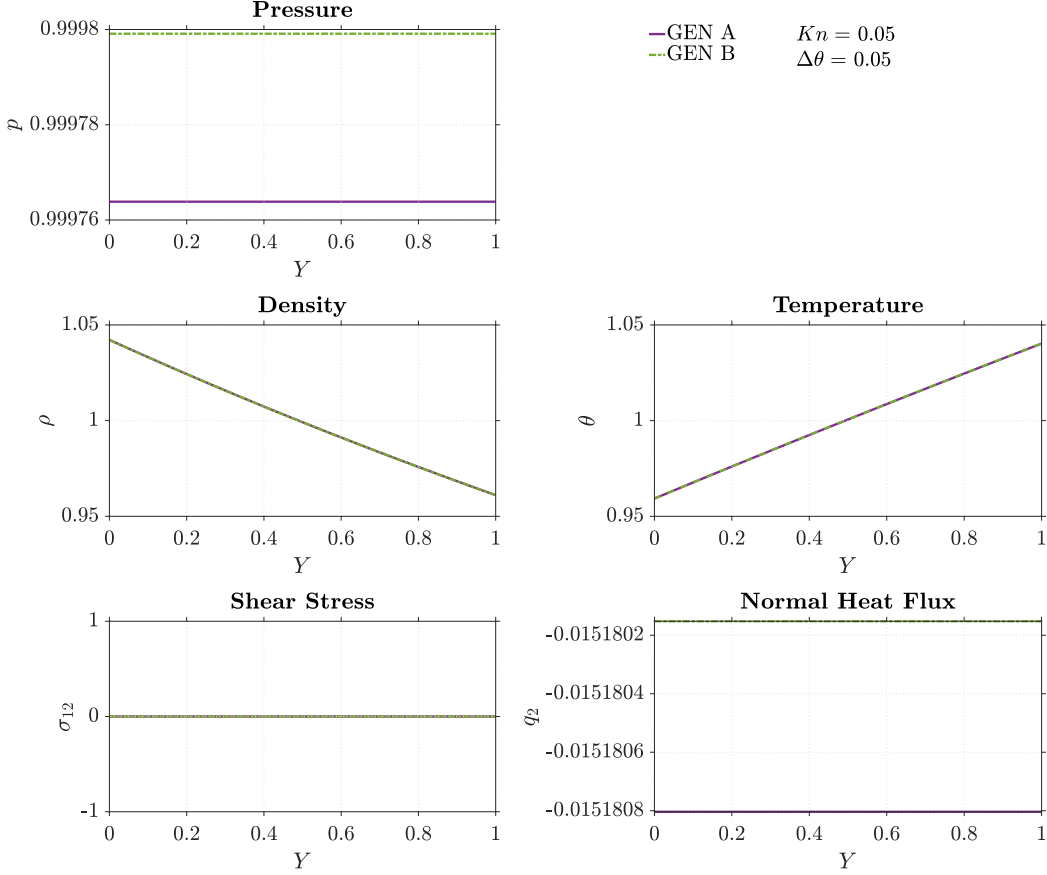 Pressure
GEN A
GEN B
Kn = 0.05
Δθ = 0.05
0.9998
0.99978
0.99976
p
0 0.2 0.4 0.6 0.8 1
Y
Density
1.05
1
0.95
ρ
0 0.2 0.4 0.6 0.8 1
Y
Temperature
1.05
1
0.95
θ
0 0.2 0.4 0.6 0.8 1
Y
Shear Stress
1
0
-1
σ12
0 0.2 0.4 0.6 0.8 1
Y
Normal Heat Flux
-0.0151802
-0.0151804
-0.0151806
-0.0151808
q2
0 0.2 0.4 0.6 0.8 1
Y